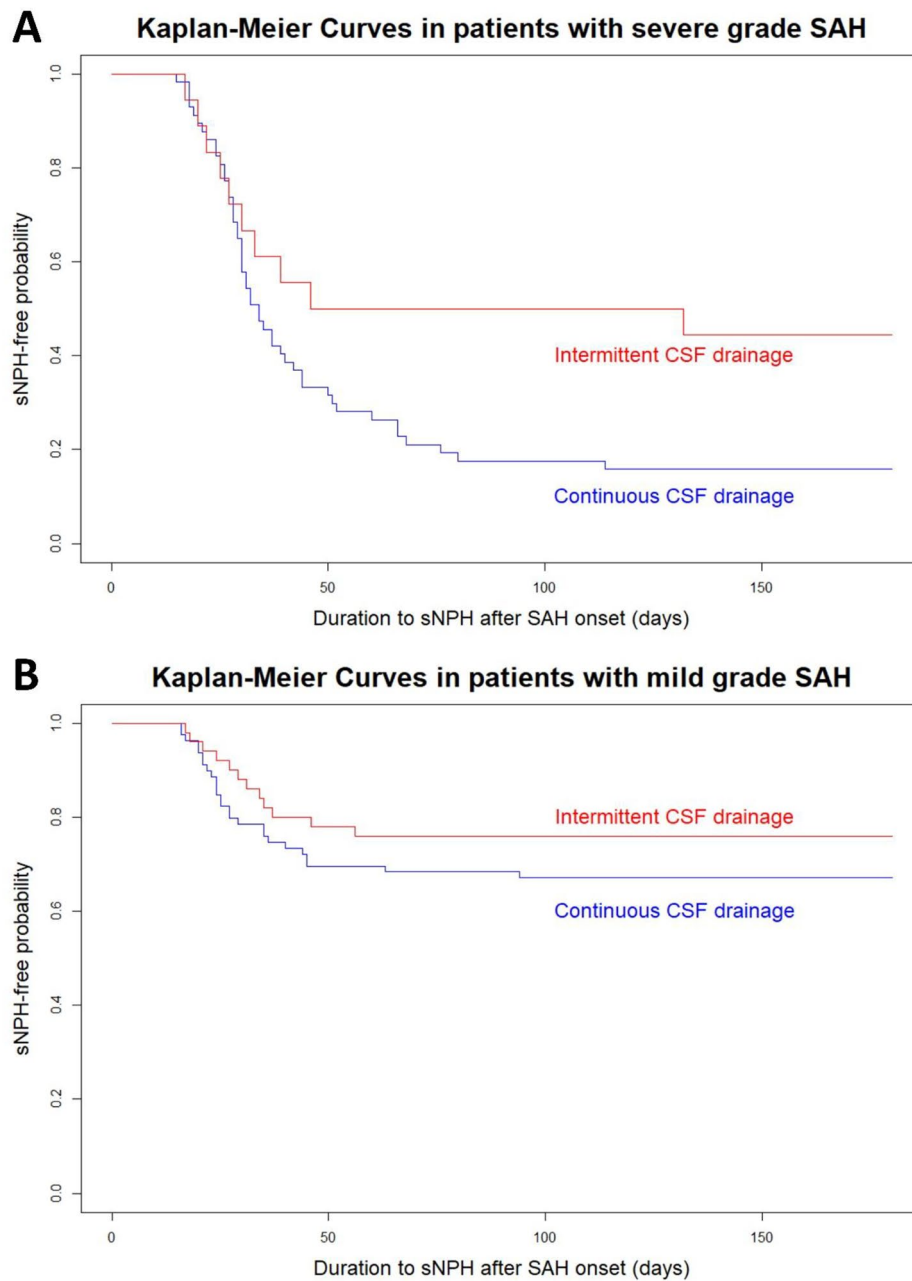 A
Kaplan-Meier Curves in patients with severe grade SAH
1.0
0.8
0.6
0.4
0.2
0.0
sNPH-free probability
Intermittent CSF drainage
Continuous CSF drainage
0 50 100 150
Duration to sNPH after SAH onset (days)
B
Kaplan-Meier Curves in patients with mild grade SAH
1.0
0.8
0.6
0.4
0.2
0.0
sNPH-free probability
Intermittent CSF drainage
Continuous CSF drainage
0 50 100 150
Duration to sNPH after SAH onset (days)